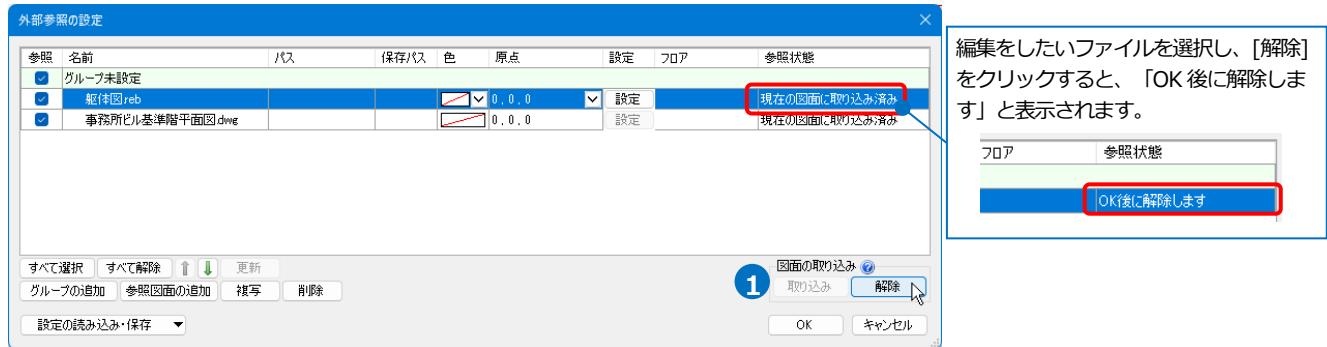 外部参照の設定
参照 名前 パス 保存パス 色 原点 設定 フロア 参照状態
グループ未設定
躯体図.reb 0,0,0 設定 現在の図面に取り込み済み
事務所ビル基準階平面図.dwg 0,0,0 設定 現在の図面に取り込み済み
すべて選択 すべて解除 更新
グループの追加 参照図面の追加 複写 削除
図面の取り込み
1
取り込み 解除
設定の読み込み・保存
OK キャンセル
編集をしたいファイルを選択し、[解除]
をクリックすると、「OK 後に解除しま
す」と表示されます。
フロア 参照状態
OK後に解除します